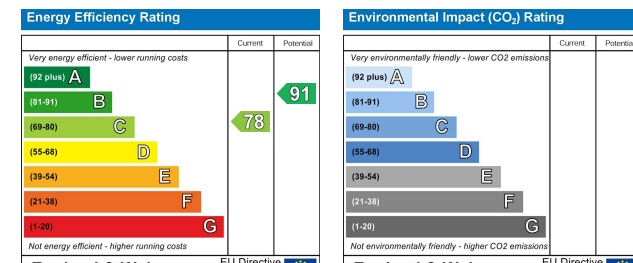 Energy Efficiency Rating
Current Potential
Very energy efficient - lower running costs
(92 plus) A
(81-91) B
91
(69-80) C
78
(55-68) D
(39-54) E
(21-38) F
(1-20) G
Not energy efficient - higher running costs
EU Directive
Environmental Impact (CO2) Rating
Current Potential
Very environmentally friendly - lower CO2 emissions
(92 plus) A
(81-91) B
(69-80) C
(55-68) D
(39-54) E
(21-38) F
(1-20) G
Not environmentally friendly - higher CO2 emissions
EU Directive